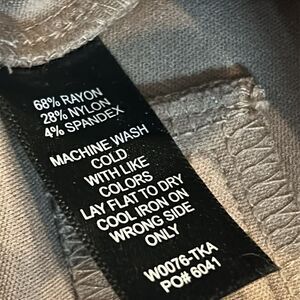 68% RAYON
28% NYLON
4% SPANDEX
MACHINE WASH
COLD
WITH LIKE
COLORS
LAY FLAT TO DRY
COOL IRON ON
WRONG SIDE
ONLY
W0076-TKA
PO# 6041